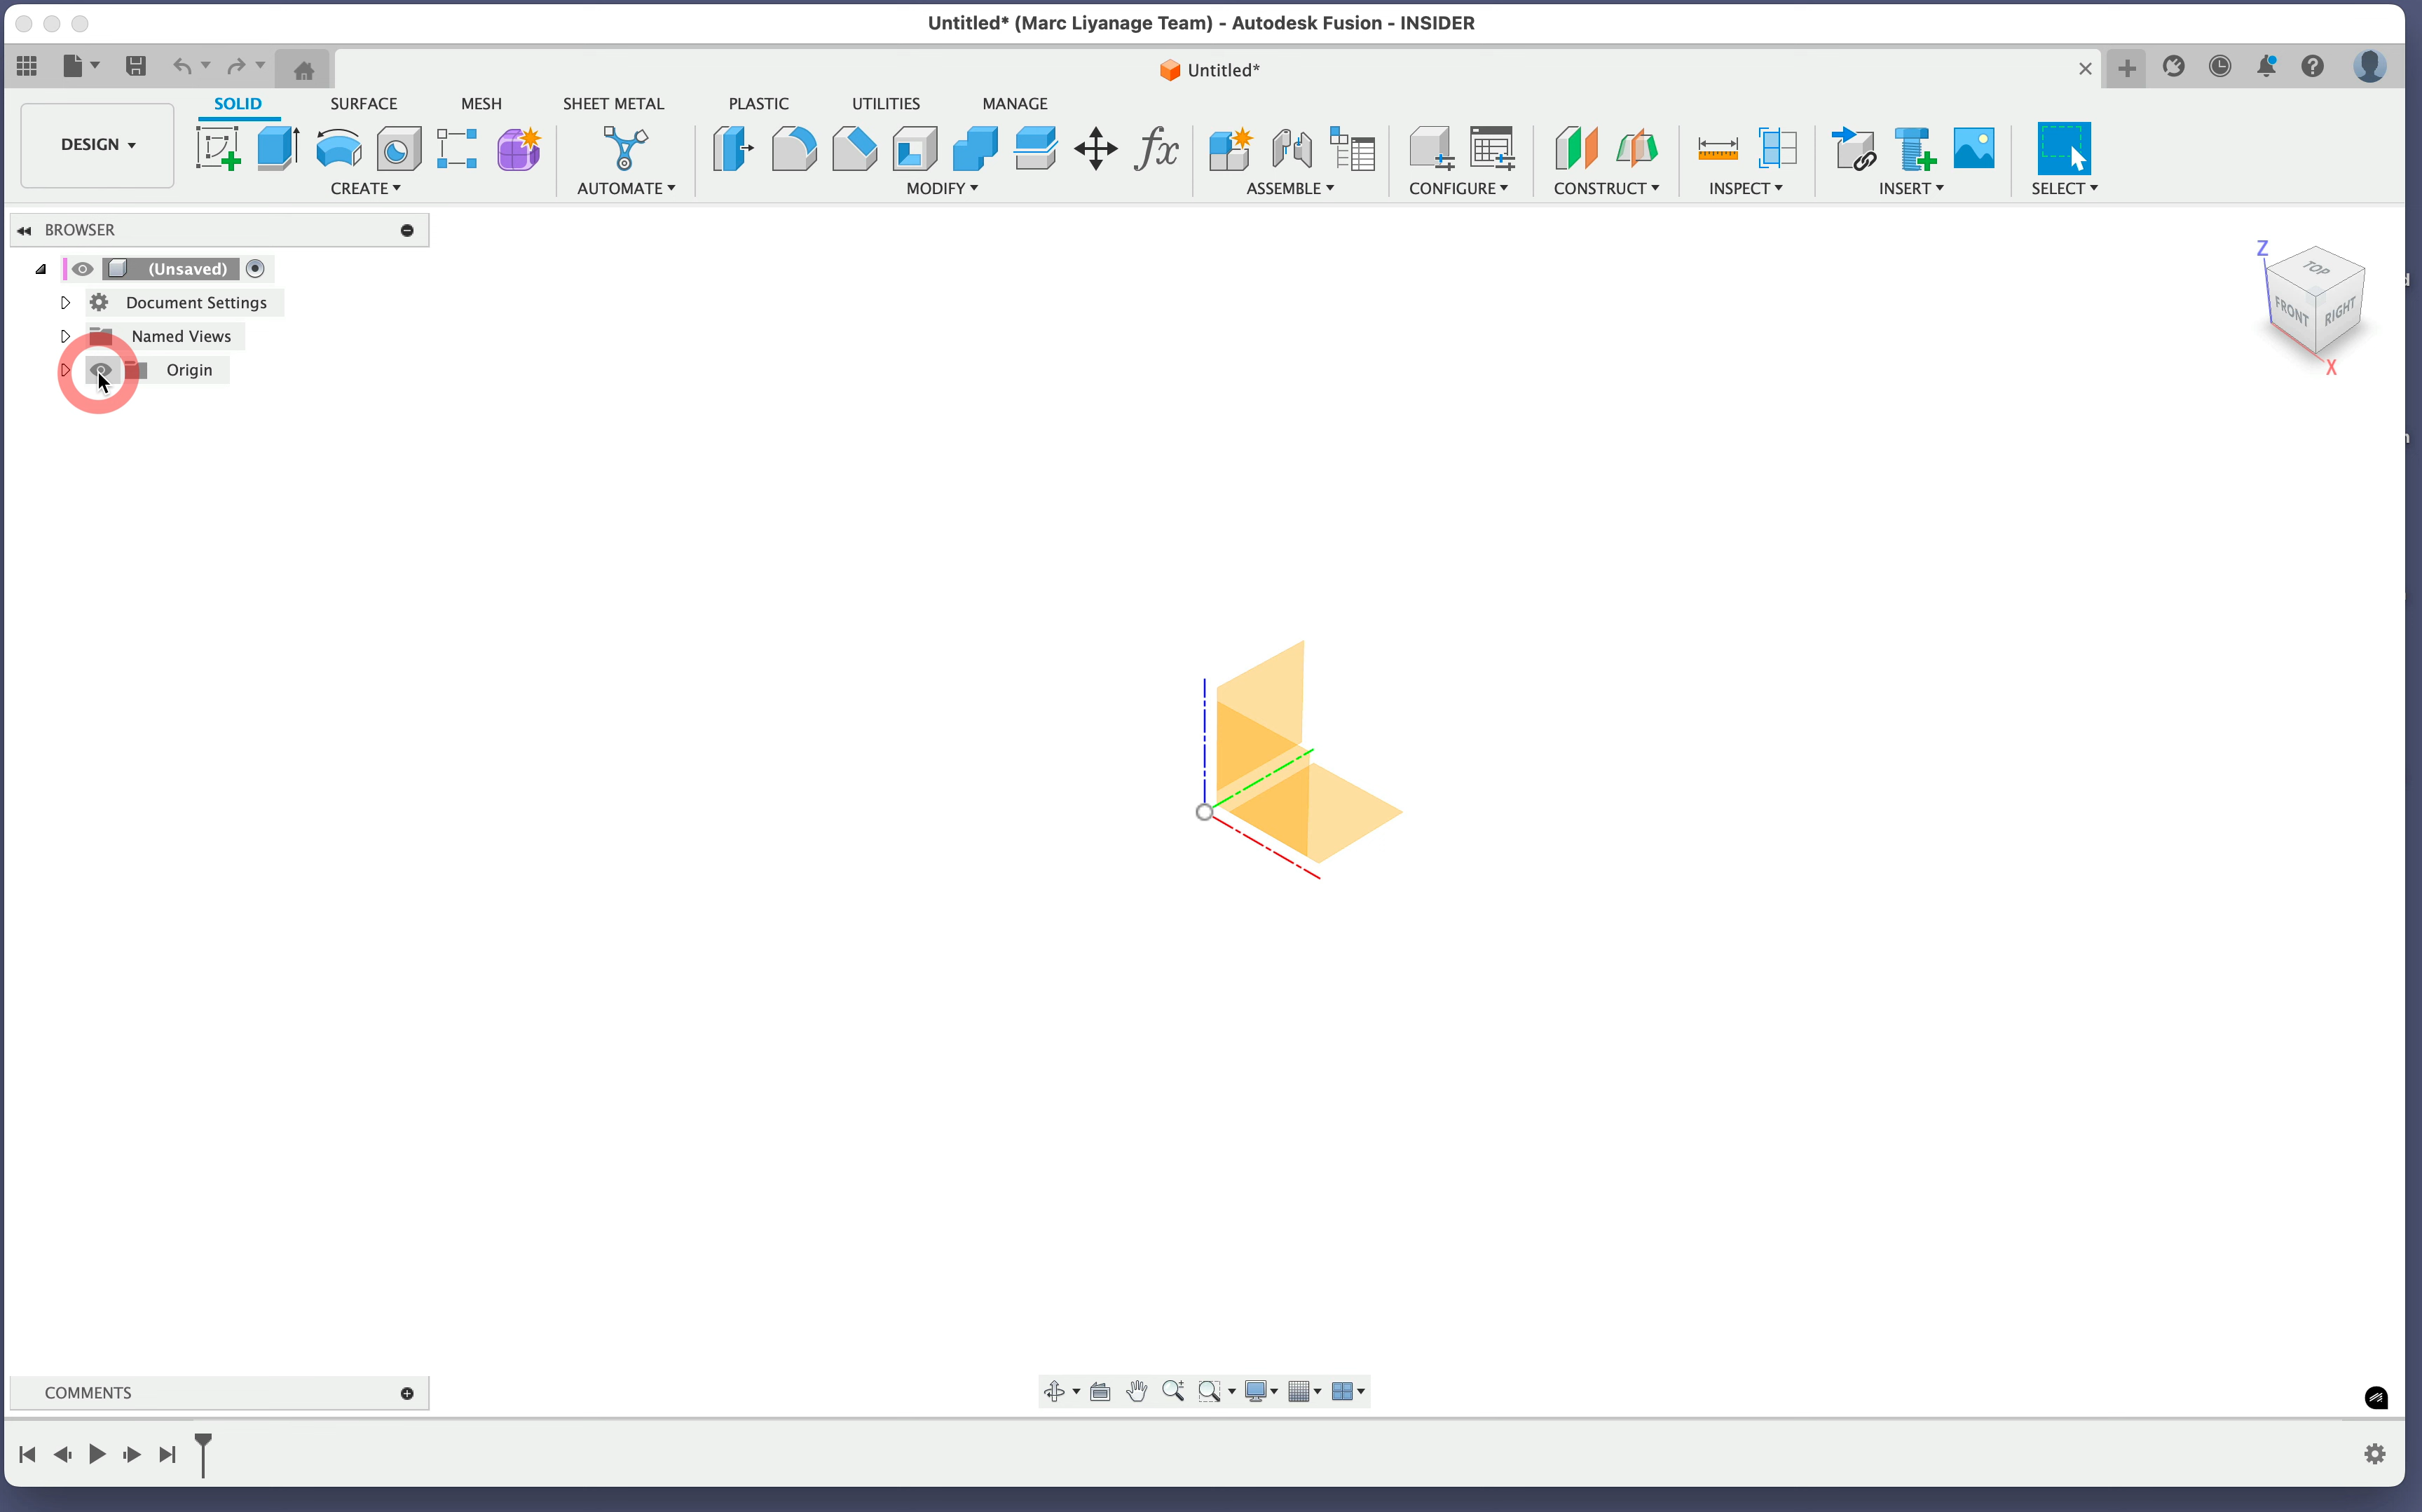 Untitled* (Marc Liyanage Team) - Autodesk Fusion - INSIDER
Untitled*
DESIGN
SOLID SURFACE MESH SHEET METAL PLASTIC UTILITIES MANAGE
fx
CREATE AUTOMATE MODIFY ASSEMBLE CONFIGURE CONSTRUCT INSPECT INSERT SELECT
BROWSER
(Unsaved)
Document Settings
Named Views
Origin
Z
TOP
FRONT RIGHT
X
COMMENTS